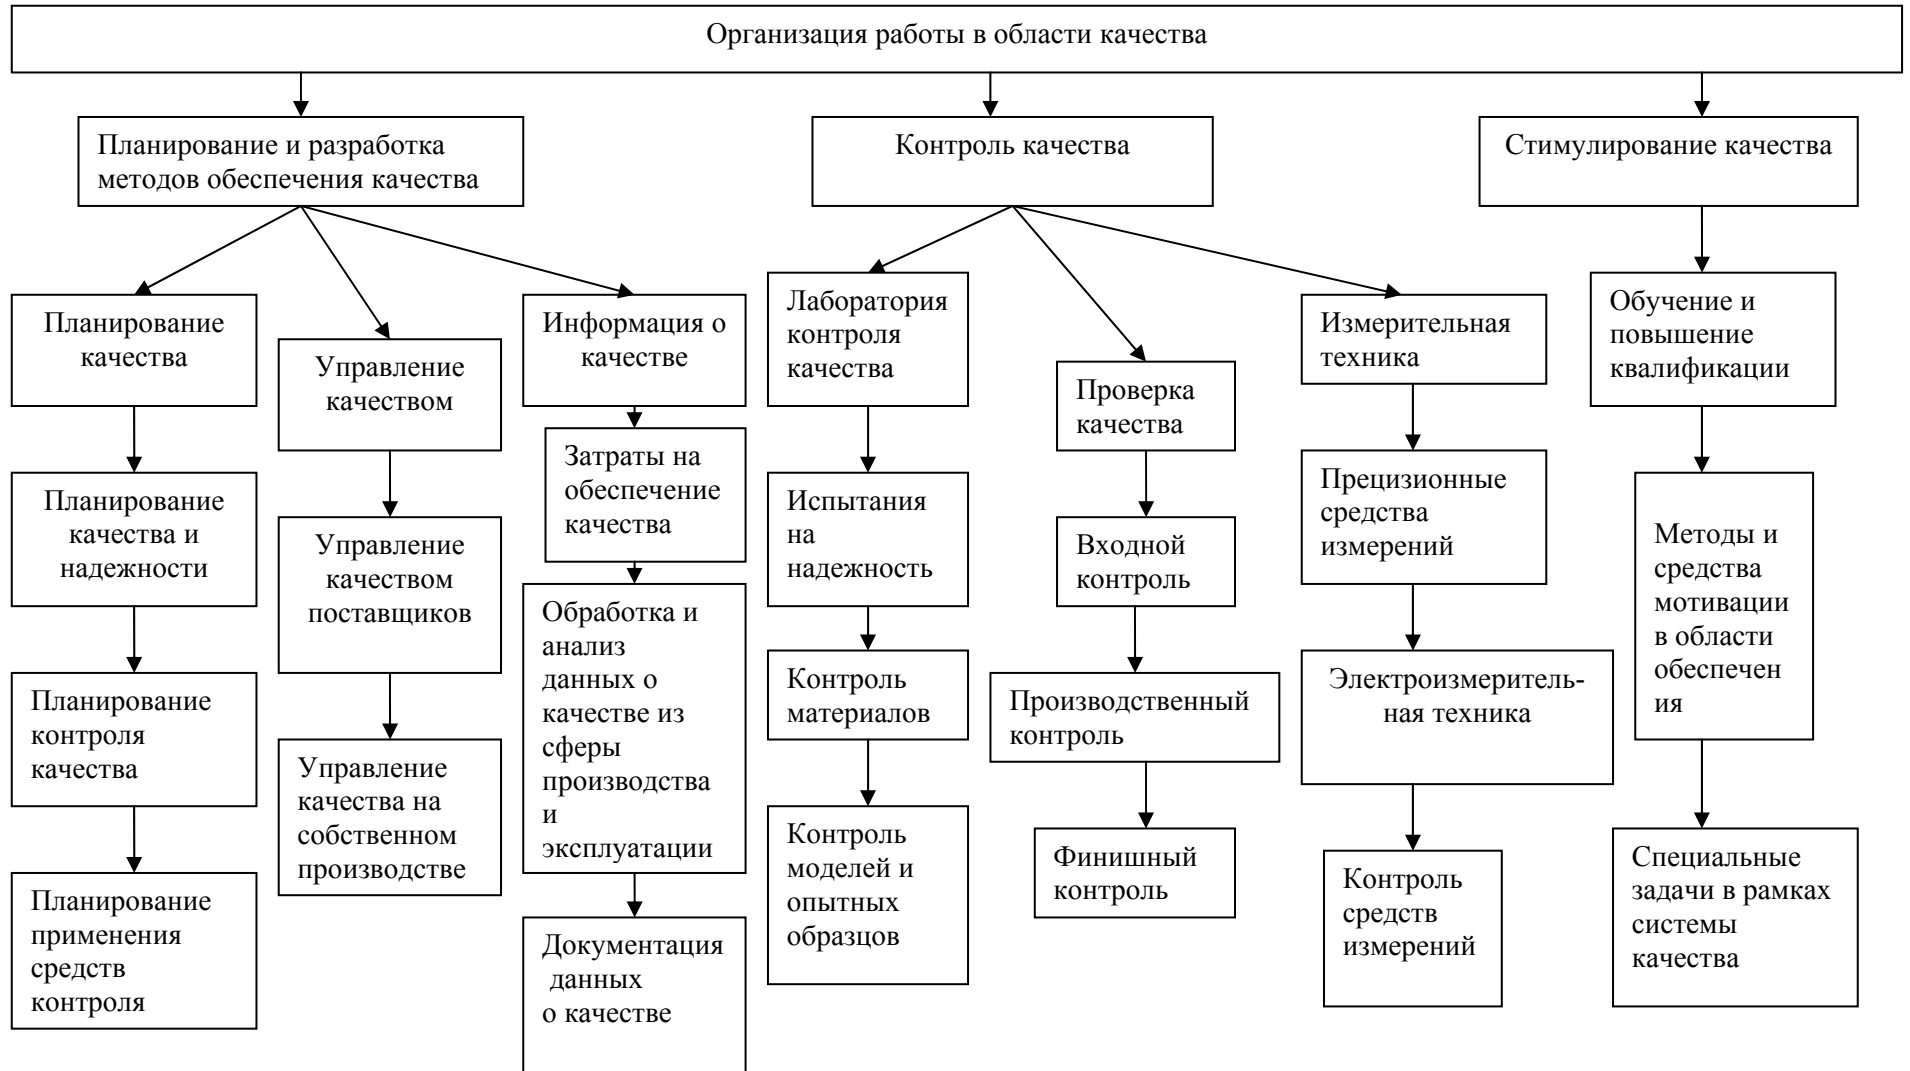 Организация работы в области качества
Планирование и разработка
методов обеспечения качества
Контроль качества
Стимулирование качества
Планирование
качества
Управление
качеством
Информация о
качестве
Лаборатория
контроля
качества
Проверка
качества
Измерительная
техника
Обучение и
повышение
квалификации
Планирование
качества и
надежности
Управление
качеством
поставщиков
Затраты на
обеспечение
качества
Испытания
на
надежность
Входной
контроль
Прецизионные
средства
измерений
Методы и
средства
мотивации
в области
обеспечен
ия
Планирование
контроля
качества
Управление
качества на
собственном
производстве
Обработка и
анализ
данных о
качестве из
сферы
производства
и
эксплуатации
Контроль
материалов
Производственный
контроль
Электроизмеритель-
ная техника
Планирование
применения
средств
контроля
Документация
данных
о качестве
Контроль
моделей и
опытных
образцов
Финишный
контроль
Контроль
средств
измерений
Специальные
задачи в рамках
системы
качества